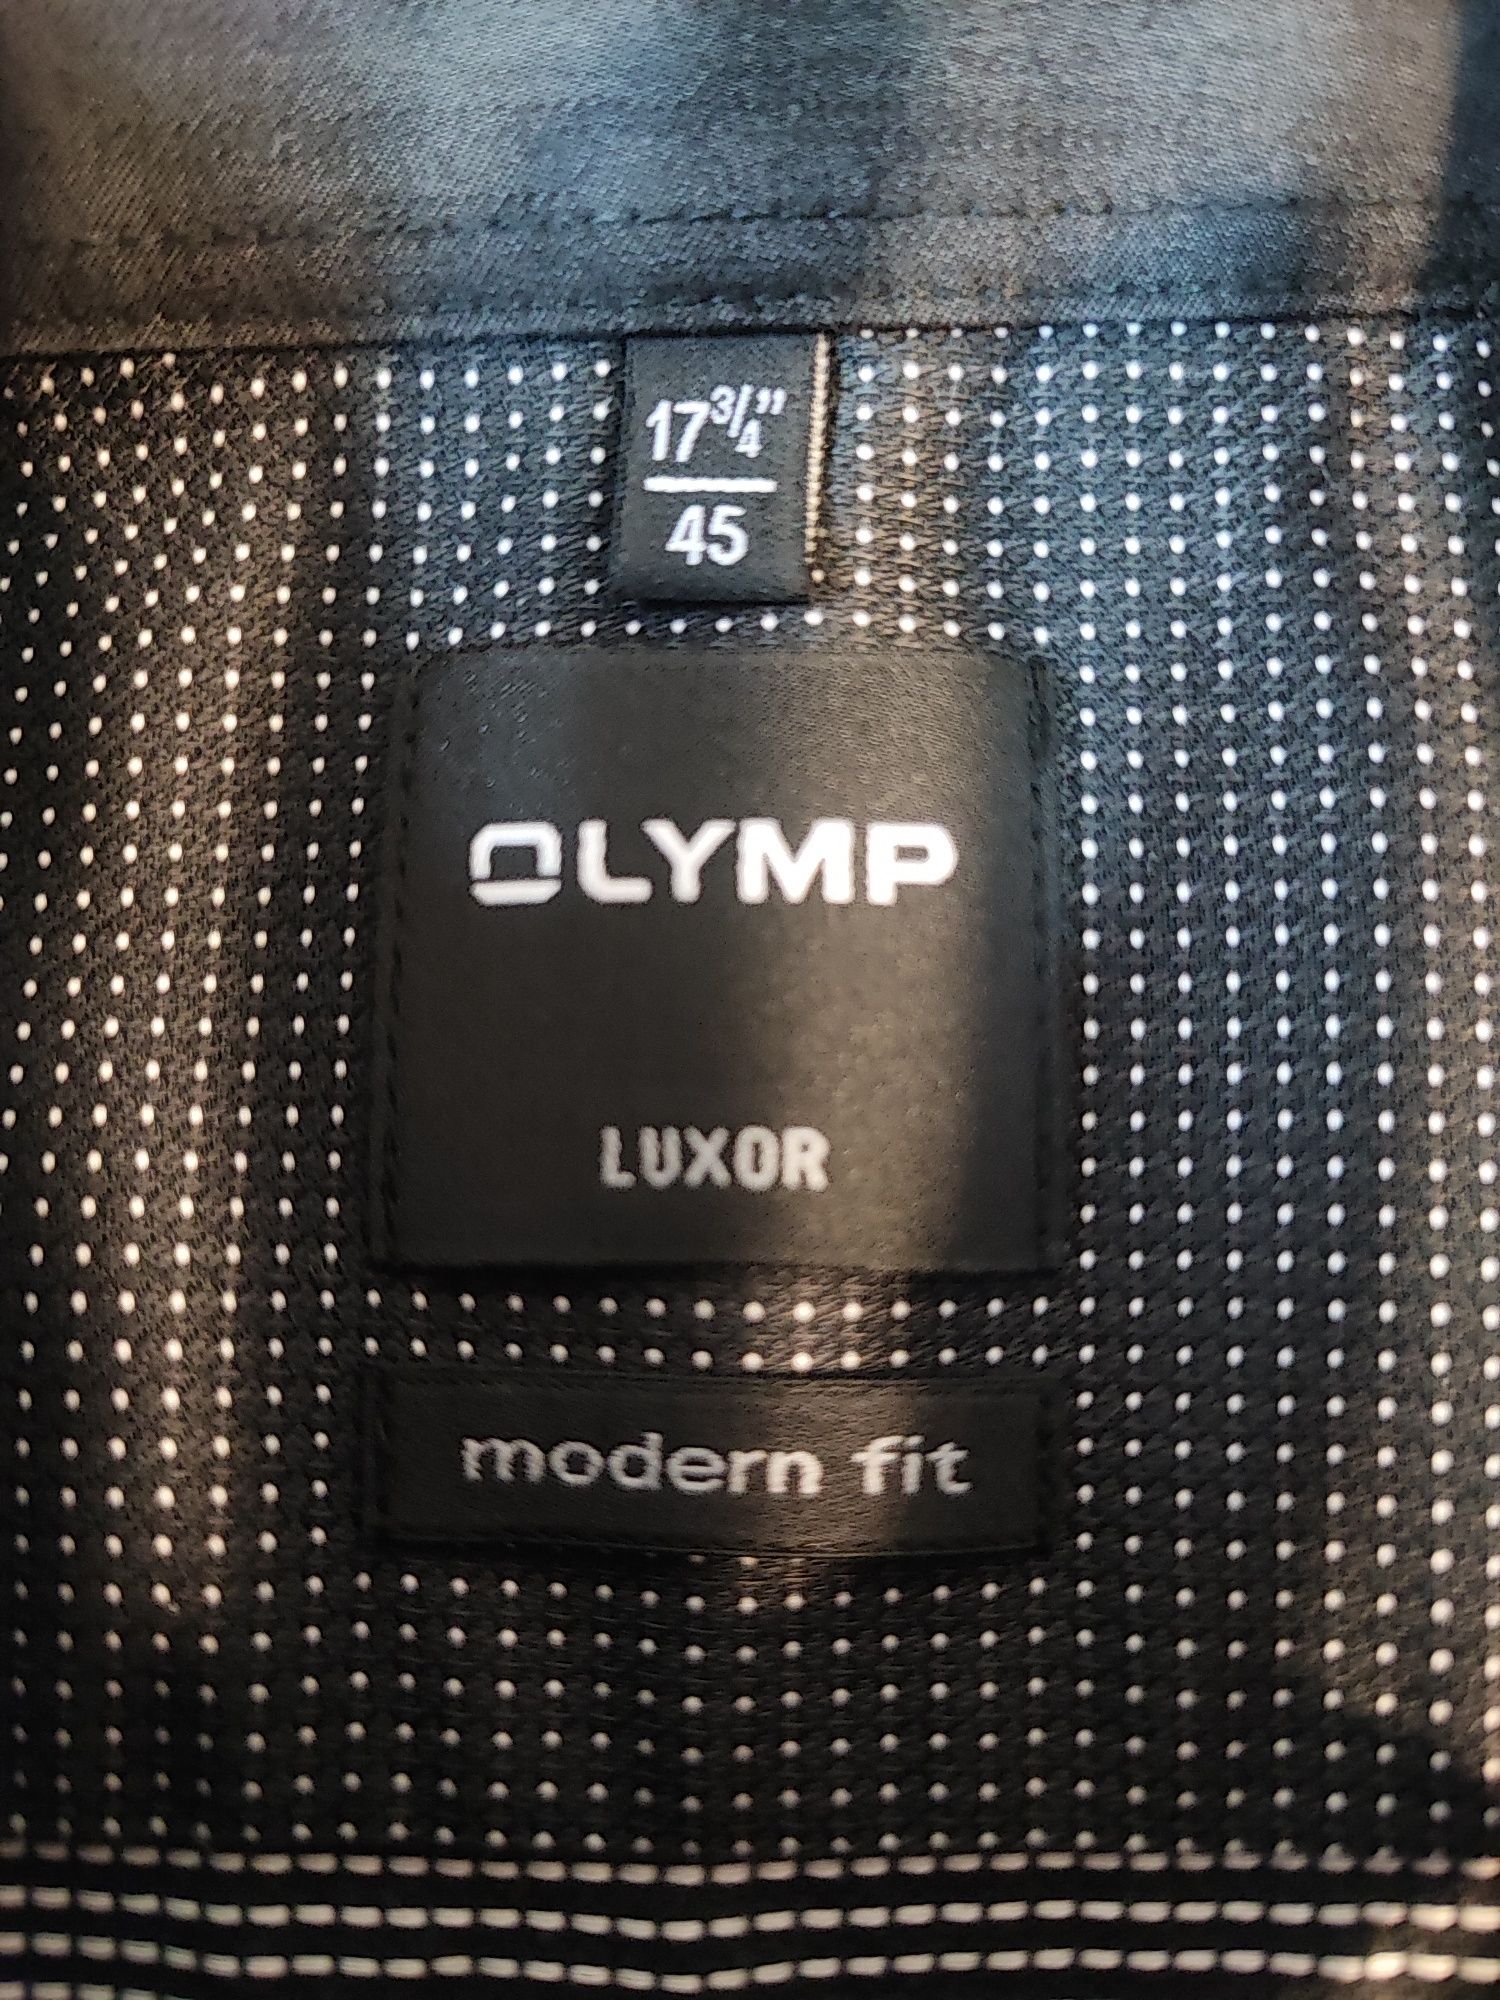 17 3/4”
45
OLYMP
LUXOR
modern fit